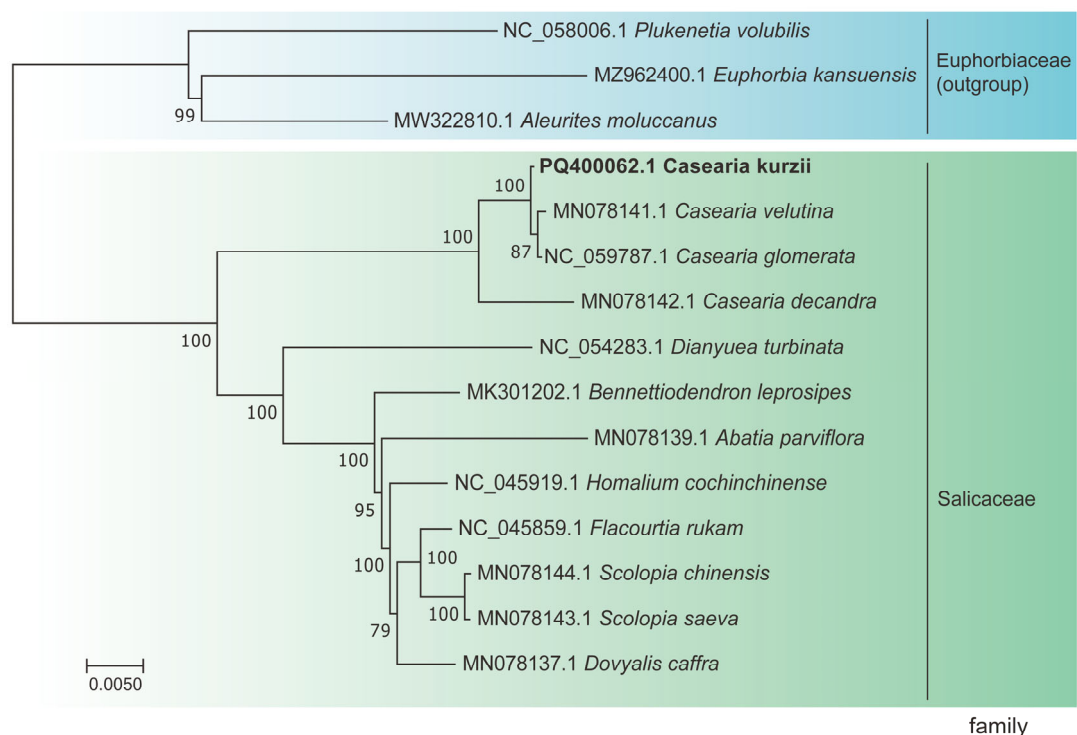 NC_058006.1 Plukenetia volubilis
MZ962400.1 Euphorbia kansuensis
Euphorbiaceae
(outgroup)
99
MW322810.1 Aleurites moluccanus
PQ400062.1 Casearia kurzii
100
MN078141.1 Casearia velutina
100
87
NC_059787.1 Casearia glomerata
MN078142.1 Casearia decandra
100
NC_054283.1 Dianyuea turbinata
MK301202.1 Bennettiodendron leprosipes
100
MN078139.1 Abatia parviflora
100
NC_045919.1 Homalium cochinchinense
Salicaceae
95
NC_045859.1 Flacourtia rukam
100
100
MN078144.1 Scolopia chinensis
100
MN078143.1 Scolopia saeva
79
MN078137.1 Dovyalis caffra
0.0050
family